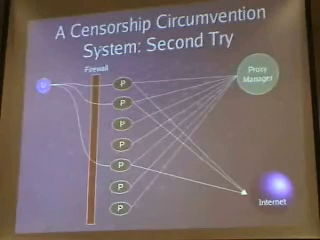 A Censorship Circumvention
System: Second Try
Firewall
U
P
P
P
P
P
P
P
Proxy
Manager
Internet